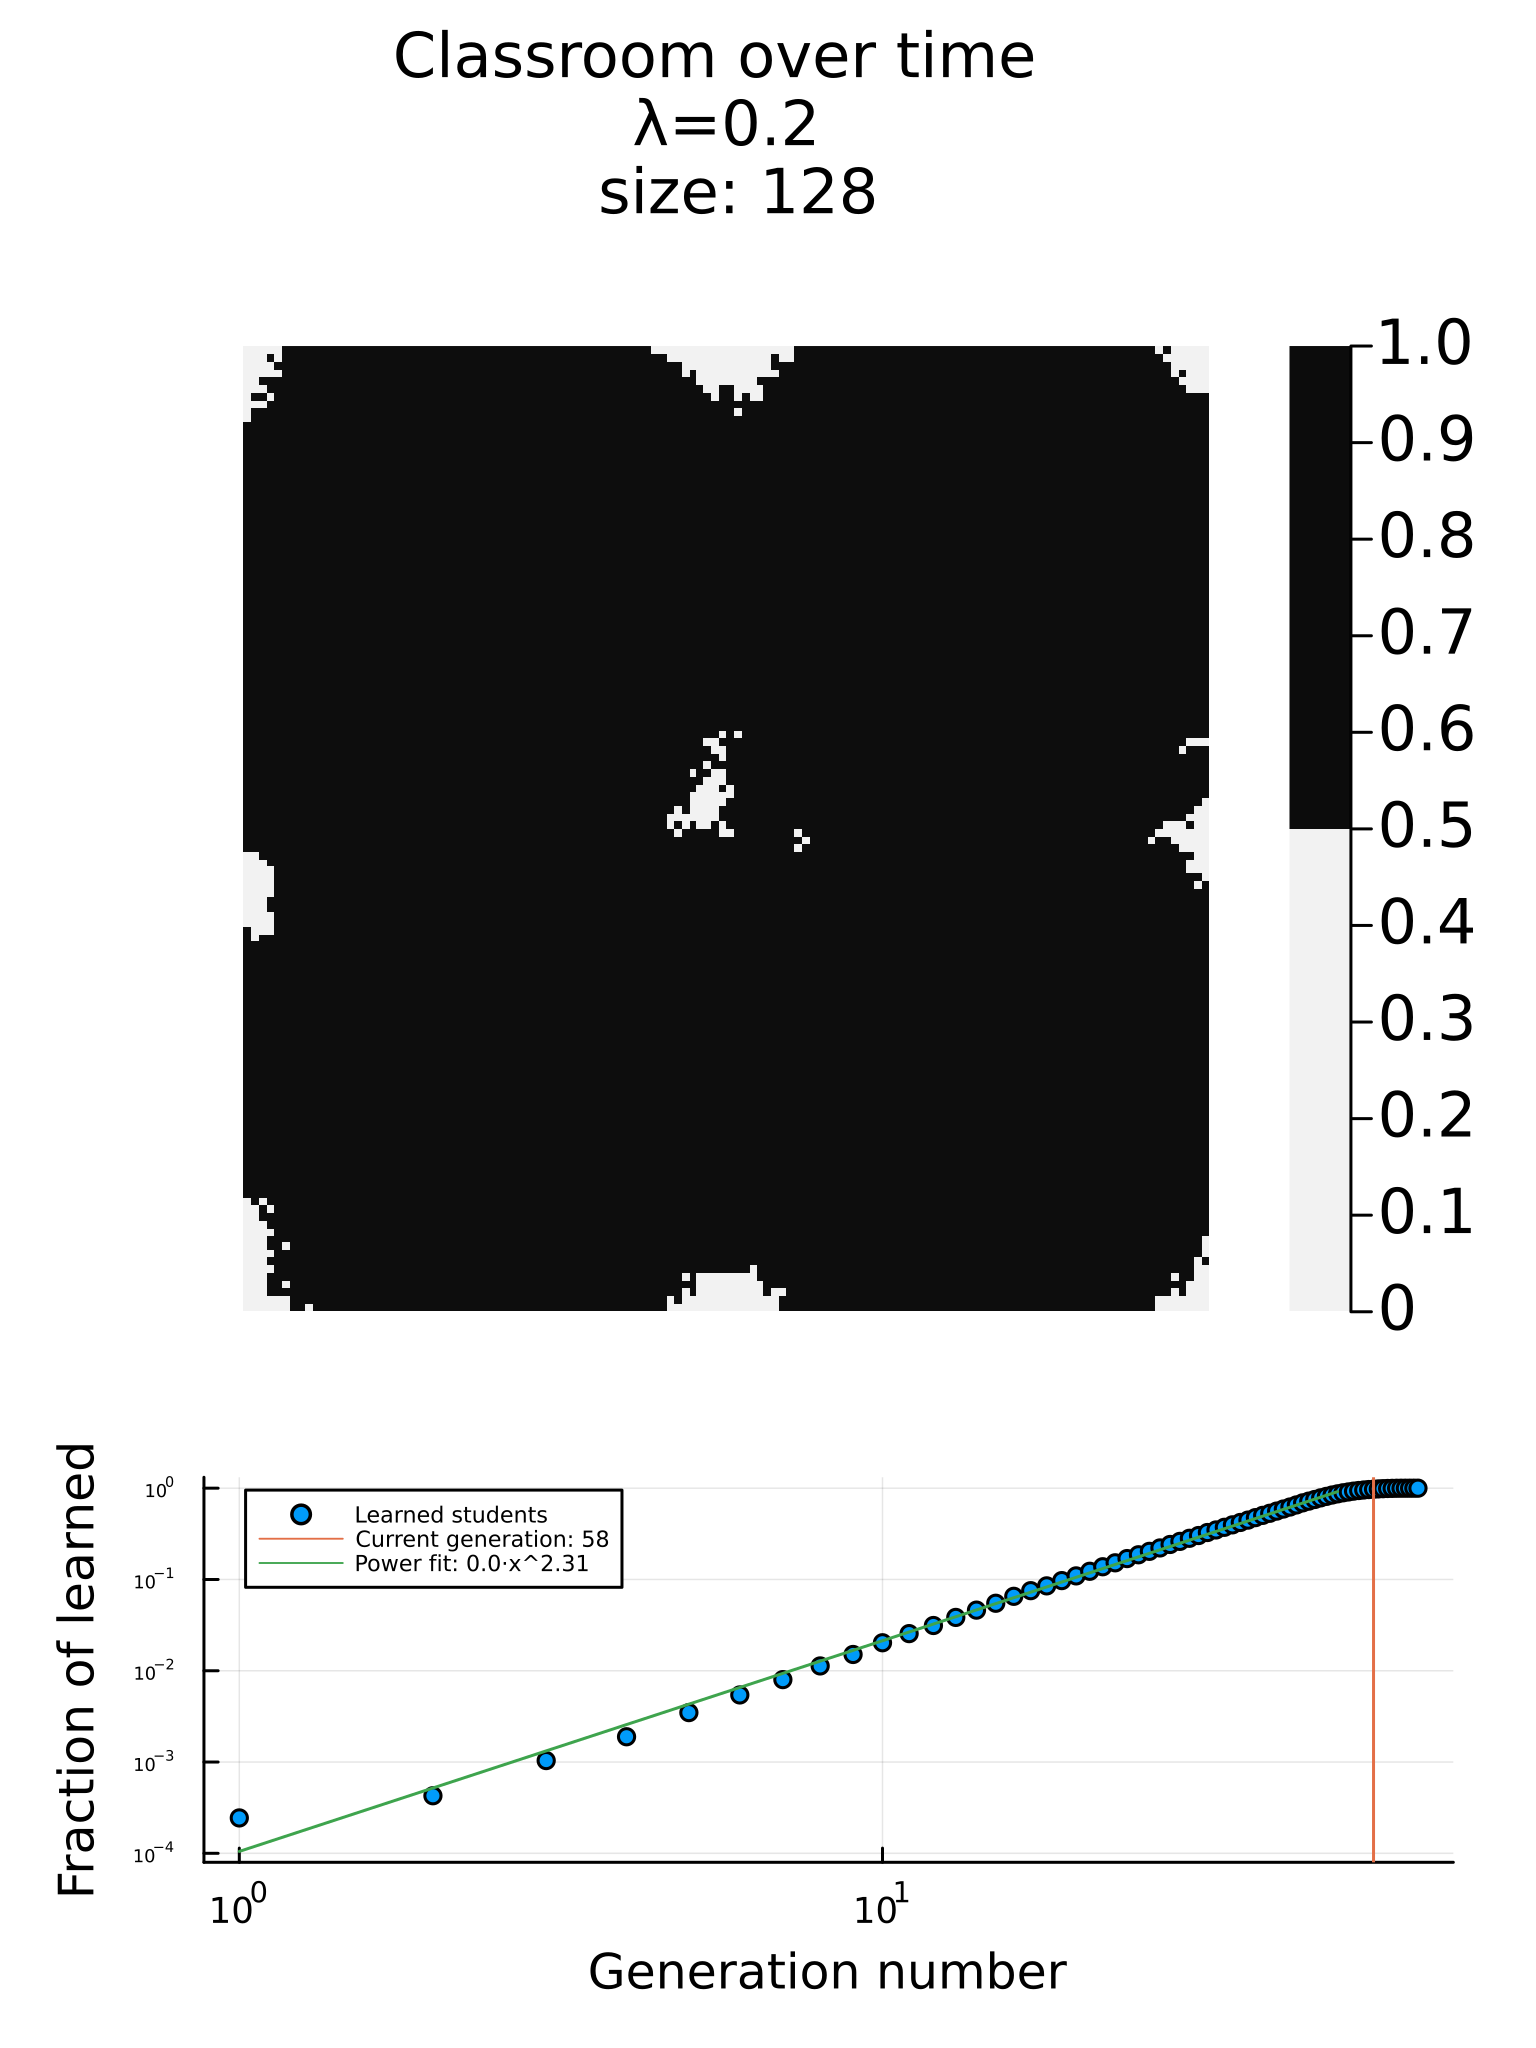 Classroom over time
λ=0.2
size: 128
1.0
0.9
0.8
0.7
0.6
0.5
0.4
0.3
0.2
0.1
0
Fraction of learned
10^0
10^-1
10^-2
10^-3
10^-4
Learned students
Current generation: 58
Power fit: 0.0·x^2.31
10^0
10^1
Generation number